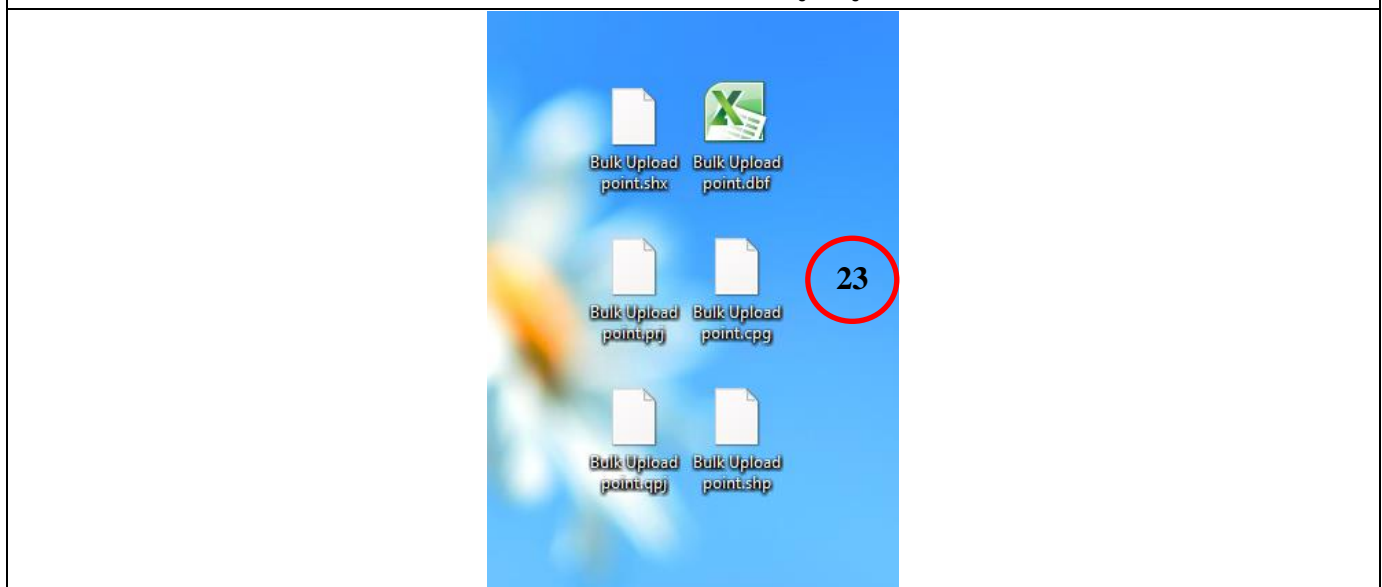 Bulk Upload
point.shx
Bulk Upload
point.dbf
Bulk Upload
point.prj
Bulk Upload
point.cpg
23
Bulk Upload
point.qpj
Bulk Upload
point.shp